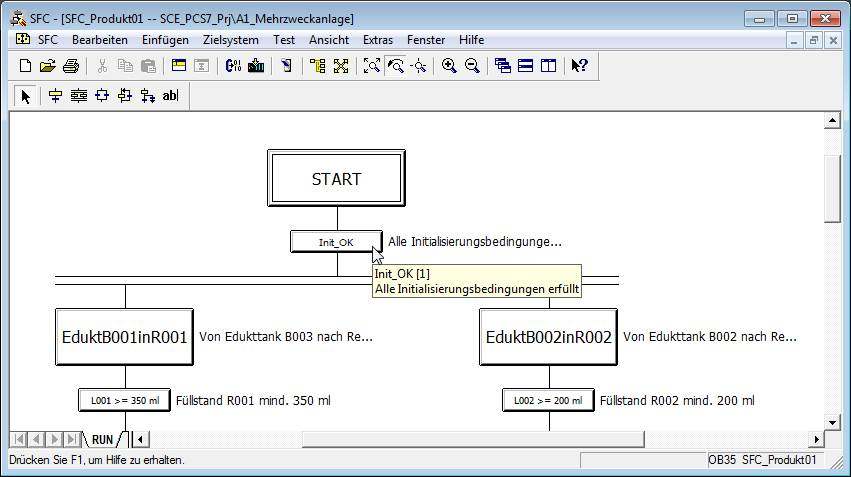 SFC - [SFC_Produkt01 -- SCE_PCS7_Prj\A1_Mehrzweckanlage]
SFC Bearbeiten Einfügen Zielsystem Test Ansicht Extras Fenster Hilfe
ab
START
Init_OK
Alle Initialisierungsbedingunge...
Init_OK [1]
Alle Initialisierungsbedingungen erfüllt
EduktB001inR001
Von Edukttank B003 nach Re...
EduktB002inR002
Von Edukttank B002 nach Re...
L001 >= 350 ml
Füllstand R001 mind. 350 ml
L002 >= 200 ml
Füllstand R002 mind. 200 ml
RUN
Drücken Sie F1, um Hilfe zu erhalten.
OB35 SFC_Produkt01